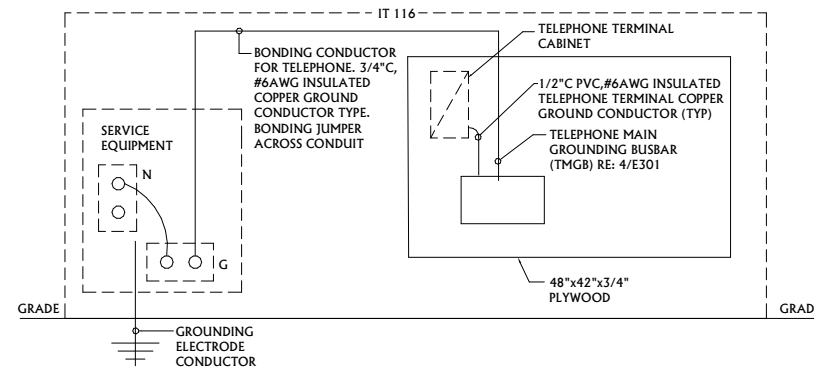 IT 116
TELEPHONE TERMINAL
CABINET
BONDING CONDUCTOR
FOR TELEPHONE. 3/4"C,
#6AWG INSULATED
COPPER GROUND
CONDUCTOR TYPE.
BONDING JUMPER
ACROSS CONDUIT
1/2"C PVC,#6AWG INSULATED
TELEPHONE TERMINAL COPPER
GROUND CONDUCTOR (TYP)
TELEPHONE MAIN
GROUNDING BUSBAR
(TMGB) RE: 4/E301
SERVICE
EQUIPMENT
N
G
48"x42"x3/4"
PLYWOOD
GRADE
GRAD
GROUNDING
ELECTRODE
CONDUCTOR